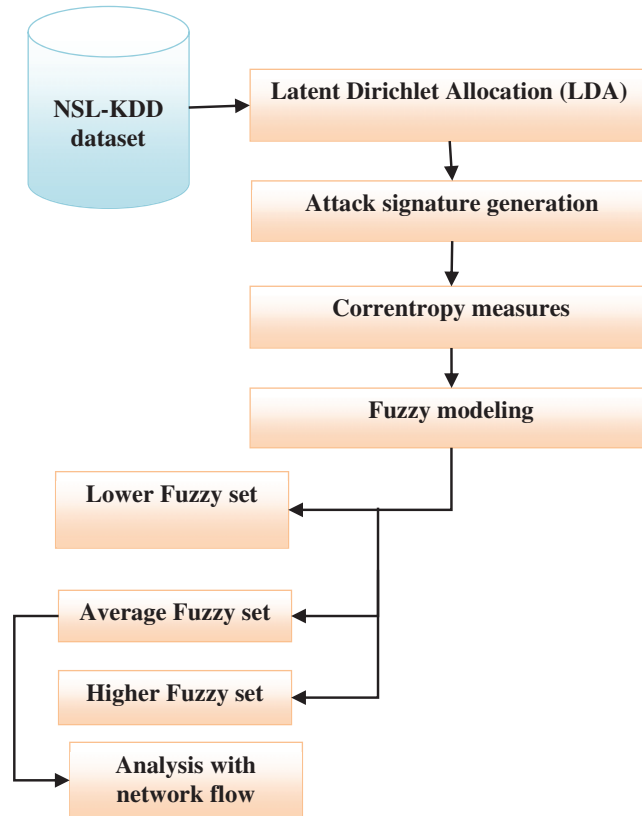 NSL-KDD
dataset
Latent Dirichlet Allocation (LDA)
Attack signature generation
Correntropy measures
Fuzzy modeling
Lower Fuzzy set
Average Fuzzy set
Higher Fuzzy set
Analysis with
network flow